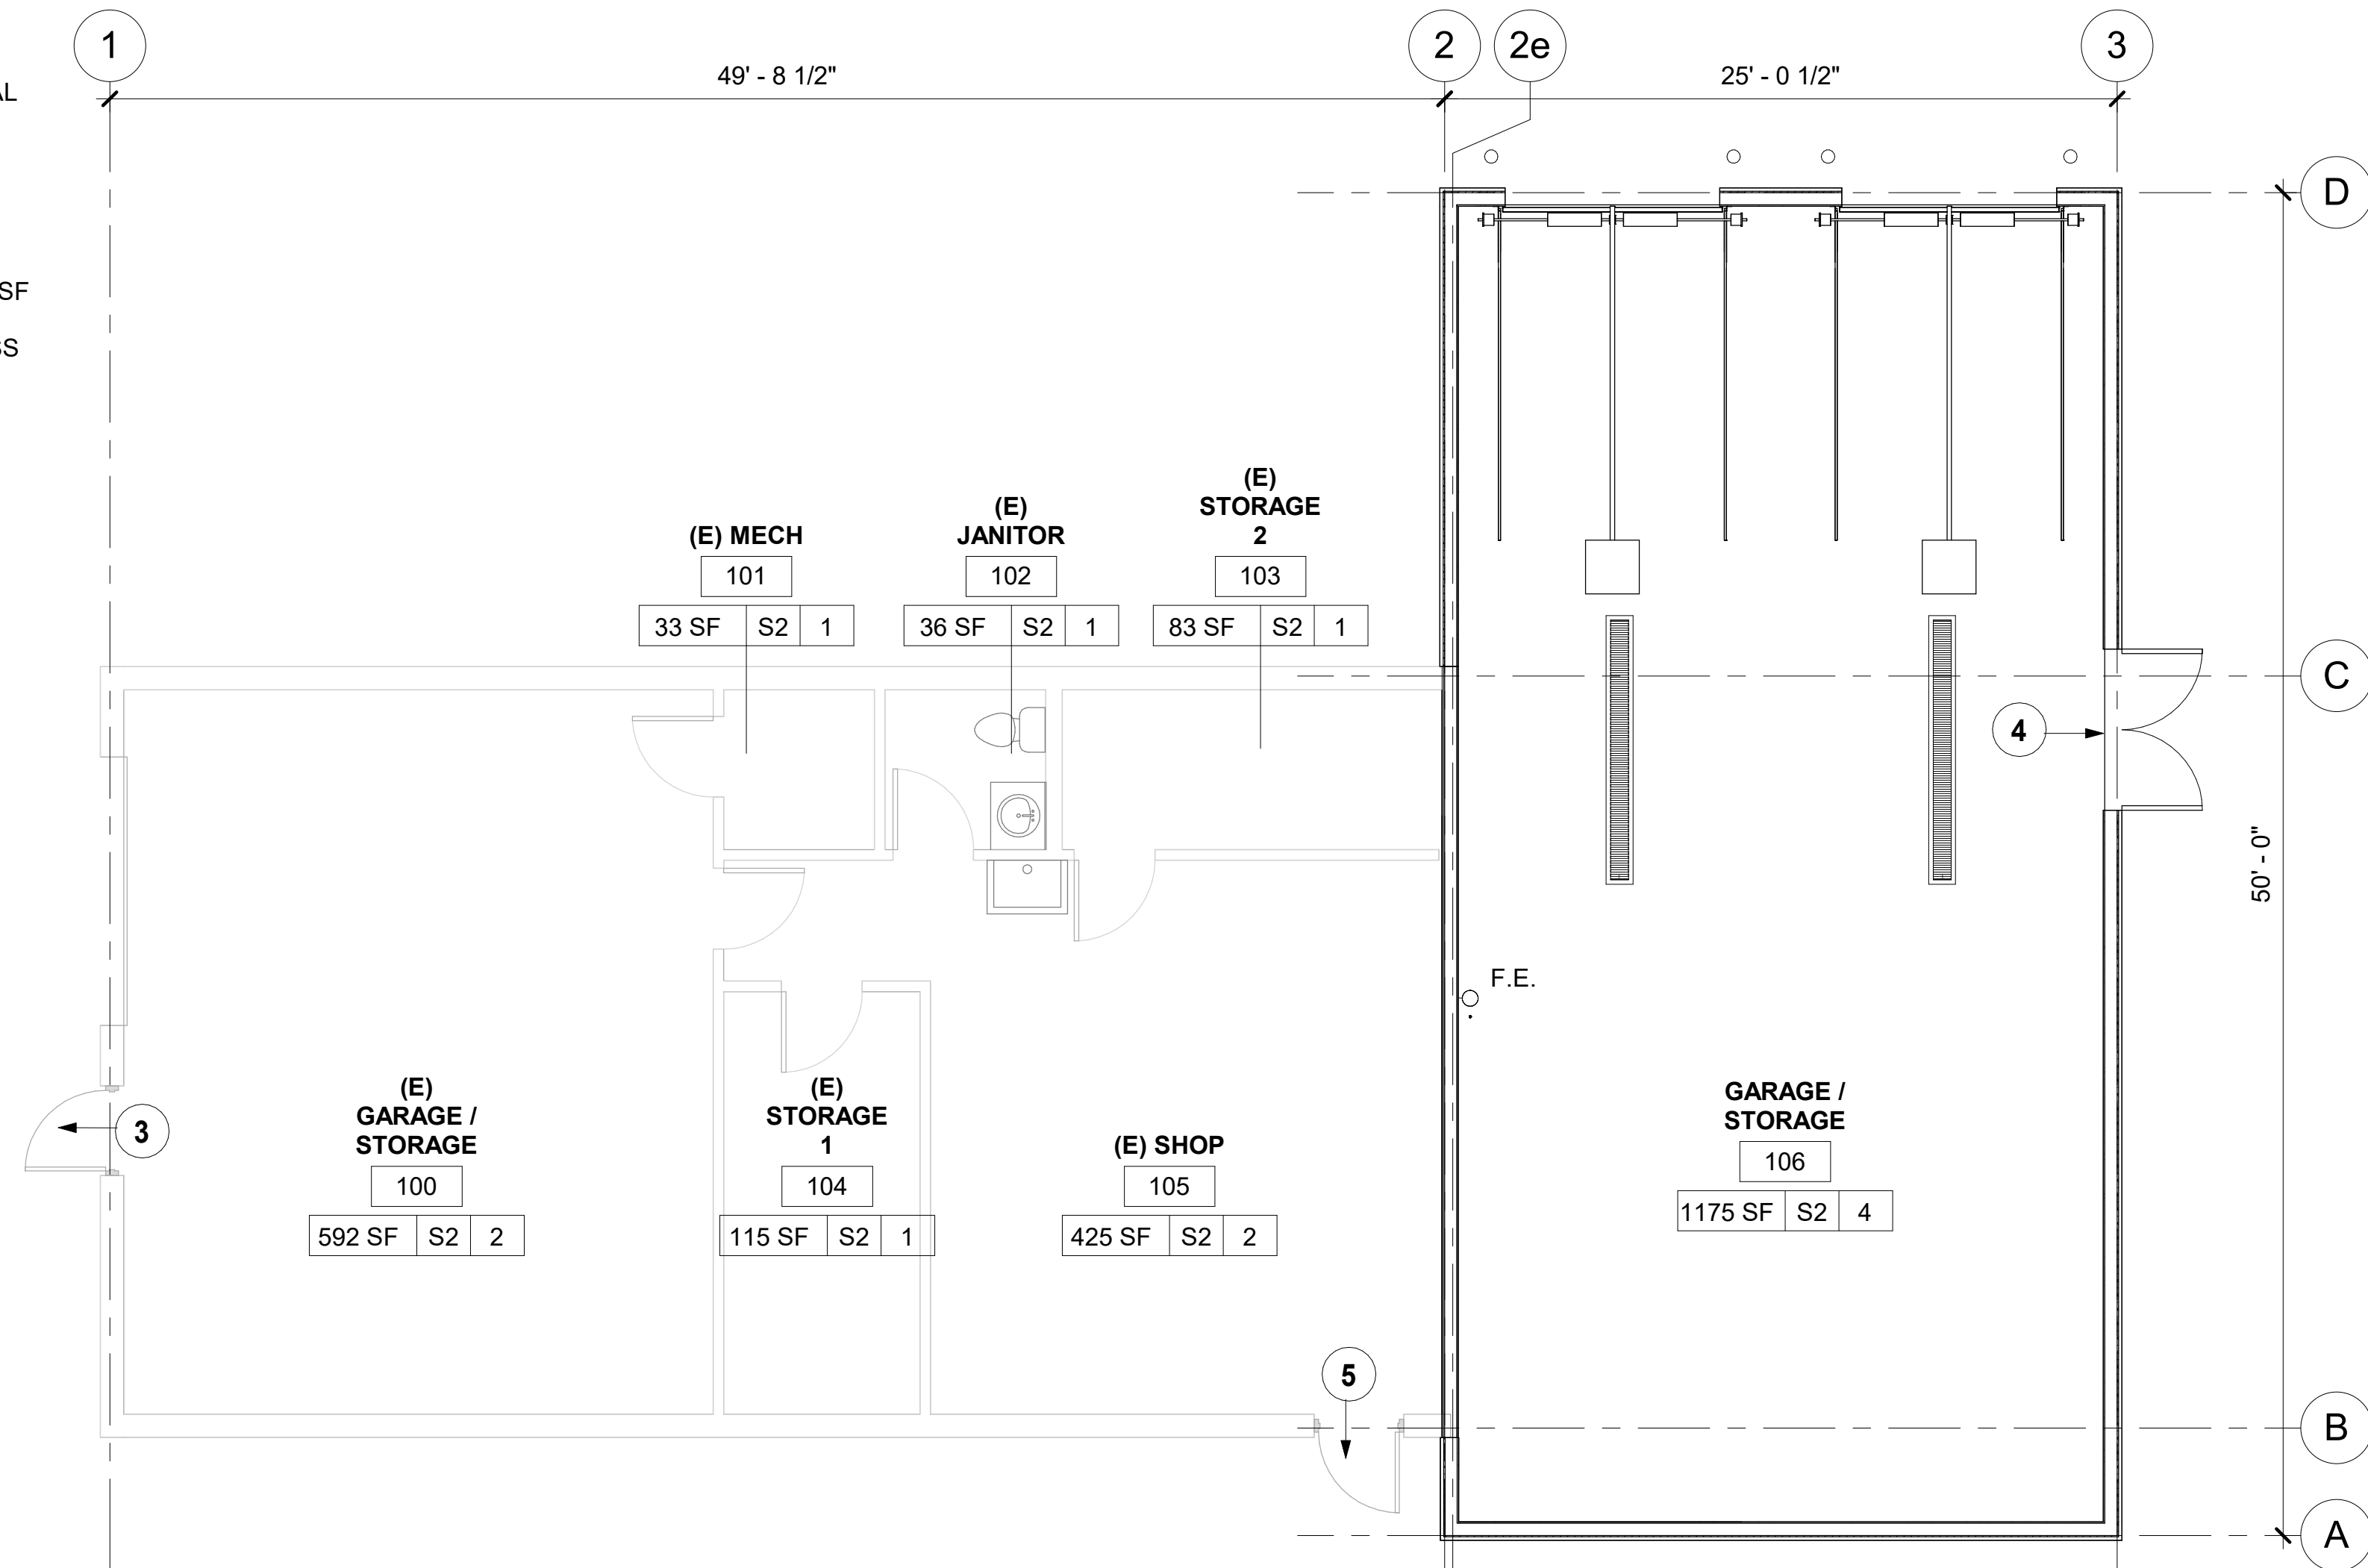 1
2
2e
3
49' - 8 1/2"
25' - 0 1/2"
AL
D
SF
SS
(E) MECH
101
33 SF S2 1
(E)
JANITOR
102
36 SF S2 1
(E)
STORAGE
2
103
83 SF S2 1
C
4
50' - 0"
F.E.
3
(E)
GARAGE /
STORAGE
100
592 SF S2 2
(E)
STORAGE
1
104
115 SF S2 1
(E) SHOP
105
425 SF S2 2
GARAGE /
STORAGE
106
1175 SF S2 4
5
B
A